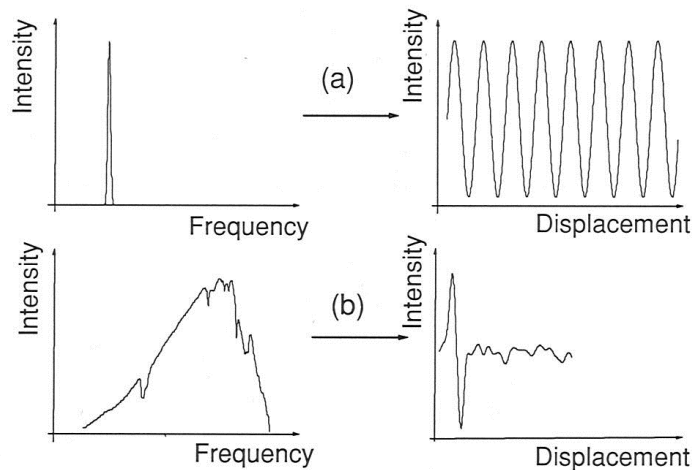 Intensity
Frequency
(a)
Intensity
Displacement
Intensity
Frequency
(b)
Intensity
Displacement